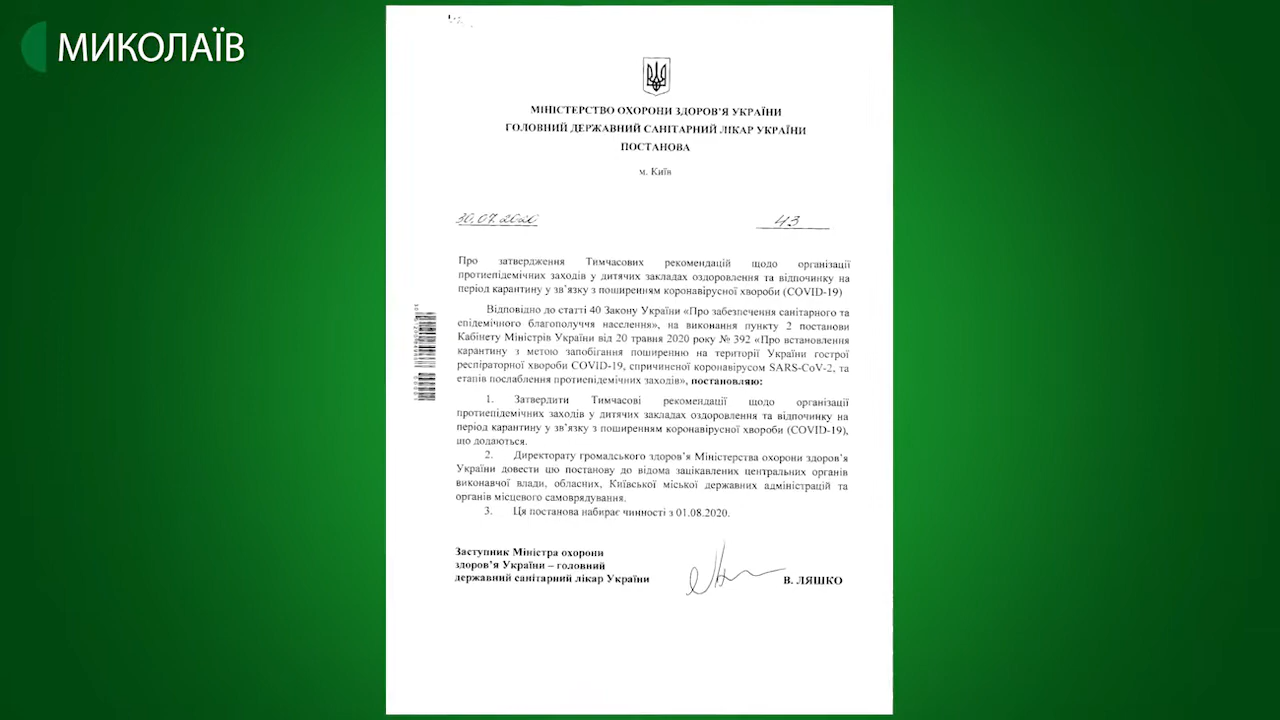 МИКОЛАЇВ
МІНІСТЕРСТВО ОХОРОНИ ЗДОРОВ'Я УКРАЇНИ
ГОЛОВНИЙ ДЕРЖАВНИЙ САНІТАРНИЙ ЛІКАР УКРАЇНИ
ПОСТАНОВА
м. Київ
30.07.2020 43
Про затвердження Тимчасових рекомендацій щодо організації
протиепідемічних заходів у дитячих закладах оздоровлення та відпочинку на
період карантину у зв'язку з поширенням коронавірусної хвороби (COVID-19)
Відповідно до статті 40 Закону України «Про забезпечення санітарного та
епідемічного благополуччя населення», на виконання пункту 2 постанови
Кабінету Міністрів України від 20 травня 2020 року № 392 «Про встановлення
карантину з метою запобігання поширенню на території України гострої
респіраторної хвороби COVID-19, спричиненої коронавірусом SARS-CoV-2, та
етапів послаблення протиепідемічних заходів», постановляю:
1. Затвердити Тимчасові рекомендації щодо організації
протиепідемічних заходів у дитячих закладах оздоровлення та відпочинку на
період карантину у зв'язку з поширенням коронавірусної хвороби (COVID-19),
що додаються.
2. Директорату громадського здоров'я Міністерства охорони здоров'я
України довести цю постанову до відома зацікавлених центральних органів
виконавчої влади, обласних, Київської міської державних адміністрацій та
органів місцевого самоврядування.
3. Ця постанова набирає чинності з 01.08.2020.
Заступник Міністра охорони
здоров'я України – головний
державний санітарний лікар України В. ЛЯШКО